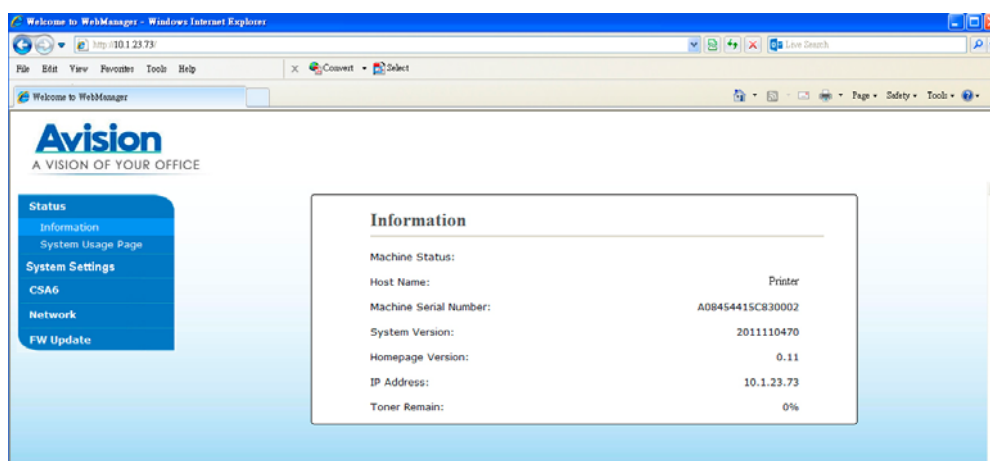 Welcome to WebManager - Windows Internet Explorer
http://10.1.23.73/
Live Search
File Edit View Favorites Tools Help
X Convert Select
Welcome to WebManager
Page Safety Tools
Avision
A VISION OF YOUR OFFICE
Status
Information
System Usage Page
System Settings
CSA6
Network
FW Update
Information
Machine Status:
Host Name: Printer
Machine Serial Number: A08454415C830002
System Version: 2011110470
Homepage Version: 0.11
IP Address: 10.1.23.73
Toner Remain: 0%